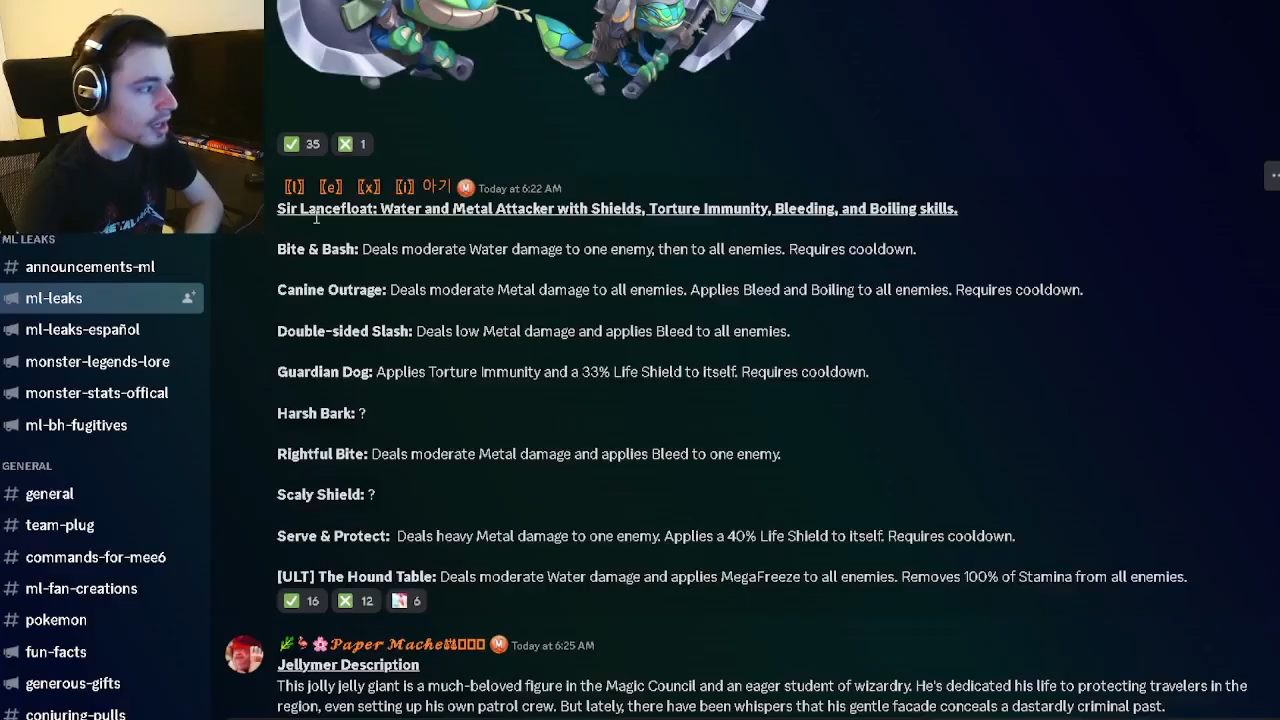 35 1
〖l〗 〖e〗 〖x〗 〖i〗 아기 Today at 6:22 AM
Sir Lancefloat: Water and Metal Attacker with Shields, Torture Immunity, Bleeding, and Boiling skills.
ML LEAKS
Bite & Bash: Deals moderate Water damage to one enemy, then to all enemies. Requires cooldown.
# announcements-ml
Canine Outrage: Deals moderate Metal damage to all enemies. Applies Bleed and Boiling to all enemies. Requires cooldown.
ml-leaks
ml-leaks-español
Double-sided Slash: Deals low Metal damage and applies Bleed to all enemies.
monster-legends-lore
Guardian Dog: Applies Torture Immunity and a 33% Life Shield to itself. Requires cooldown.
monster-stats-offical
Harsh Bark: ?
ml-bh-fugitives
Rightful Bite: Deals moderate Metal damage and applies Bleed to one enemy.
GENERAL
# general
Scaly Shield: ?
# team-plug
Serve & Protect: Deals heavy Metal damage to one enemy. Applies a 40% Life Shield to itself. Requires cooldown.
# commands-for-mee6
[ULT] The Hound Table: Deals moderate Water damage and applies MegaFreeze to all enemies. Removes 100% of Stamina from all enemies.
# ml-fan-creations
16 12 6
# pokemon
𝓟𝓪𝓹𝓮𝓻 𝓜𝓪𝓬𝓱𝓮 Today at 6:25 AM
# fun-facts
Jellymer Description
# generous-gifts
This jolly jelly giant is a much-beloved figure in the Magic Council and an eager student of wizardry. He's dedicated his life to protecting travelers in the
region, even setting up his own patrol crew. But lately, there have been whispers that his gentle facade conceals a dastardly criminal past.
# conjuring-pulls